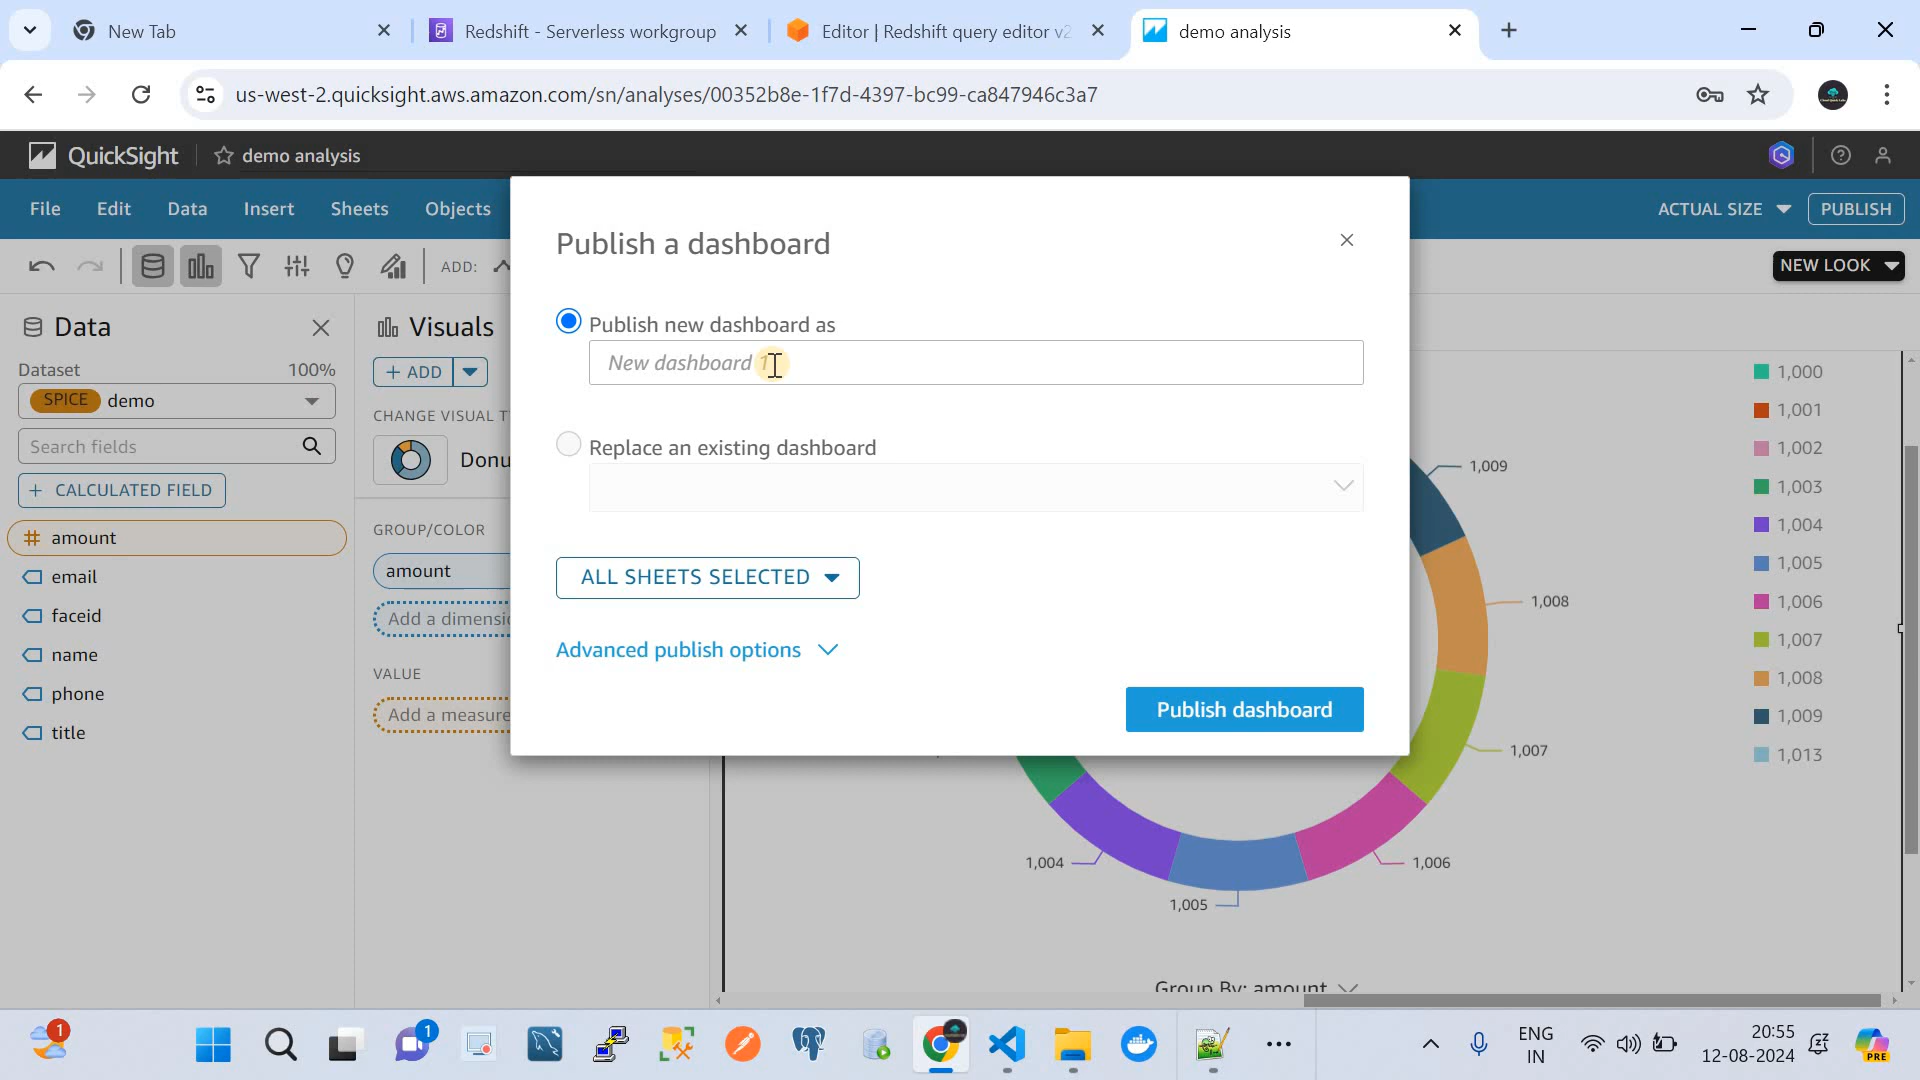 New Tab
Redshift - Serverless workgroup
Editor | Redshift query editor v2
demo analysis
us-west-2.quicksight.aws.amazon.com/sn/analyses/00352b8e-1f7d-4397-bc99-ca847946c3a7
QuickSight
demo analysis
File Edit Data Insert Sheets Objects
ACTUAL SIZE
PUBLISH
ADD:
NEW LOOK
Data
Dataset 100%
SPICE demo
Search fields
+ CALCULATED FIELD
amount
email
faceid
name
phone
title
Visuals
+ ADD
CHANGE VISUAL T
Donu
GROUP/COLOR
amount
Add a dimensi
VALUE
Add a measure
Publish a dashboard
Publish new dashboard as
New dashboard 1
Replace an existing dashboard
ALL SHEETS SELECTED
Advanced publish options
Publish dashboard
1,009
1,008
1,007
1,006
1,005
1,004
Group By: amount
1,000
1,001
1,002
1,003
1,004
1,005
1,006
1,007
1,008
1,009
1,013
1
1
ENG
IN
20:55
12-08-2024
PRE